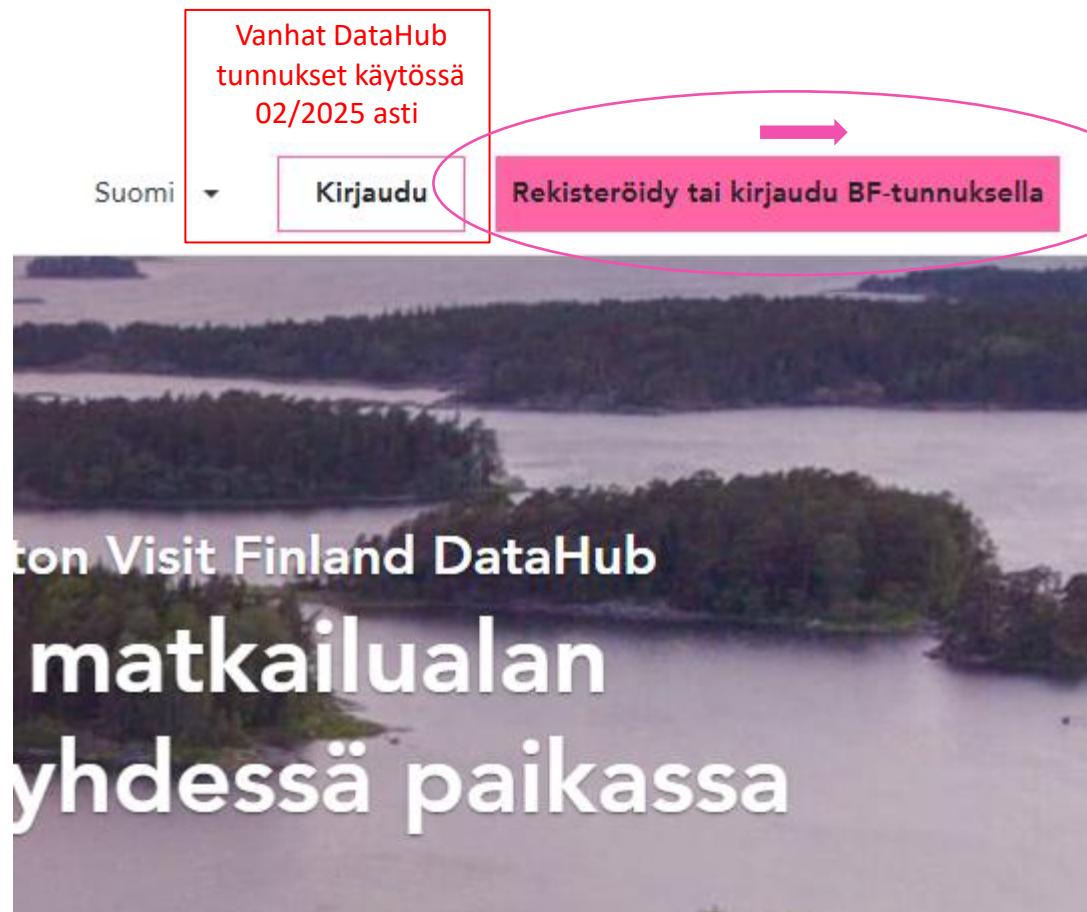 Vanhat DataHub
tunnukset käytössä
02/2025 asti
Suomi
Kirjaudu
Rekisteröidy tai kirjaudu BF-tunnuksella
ton Visit Finland DataHub
matkailualan
yhdessä paikassa